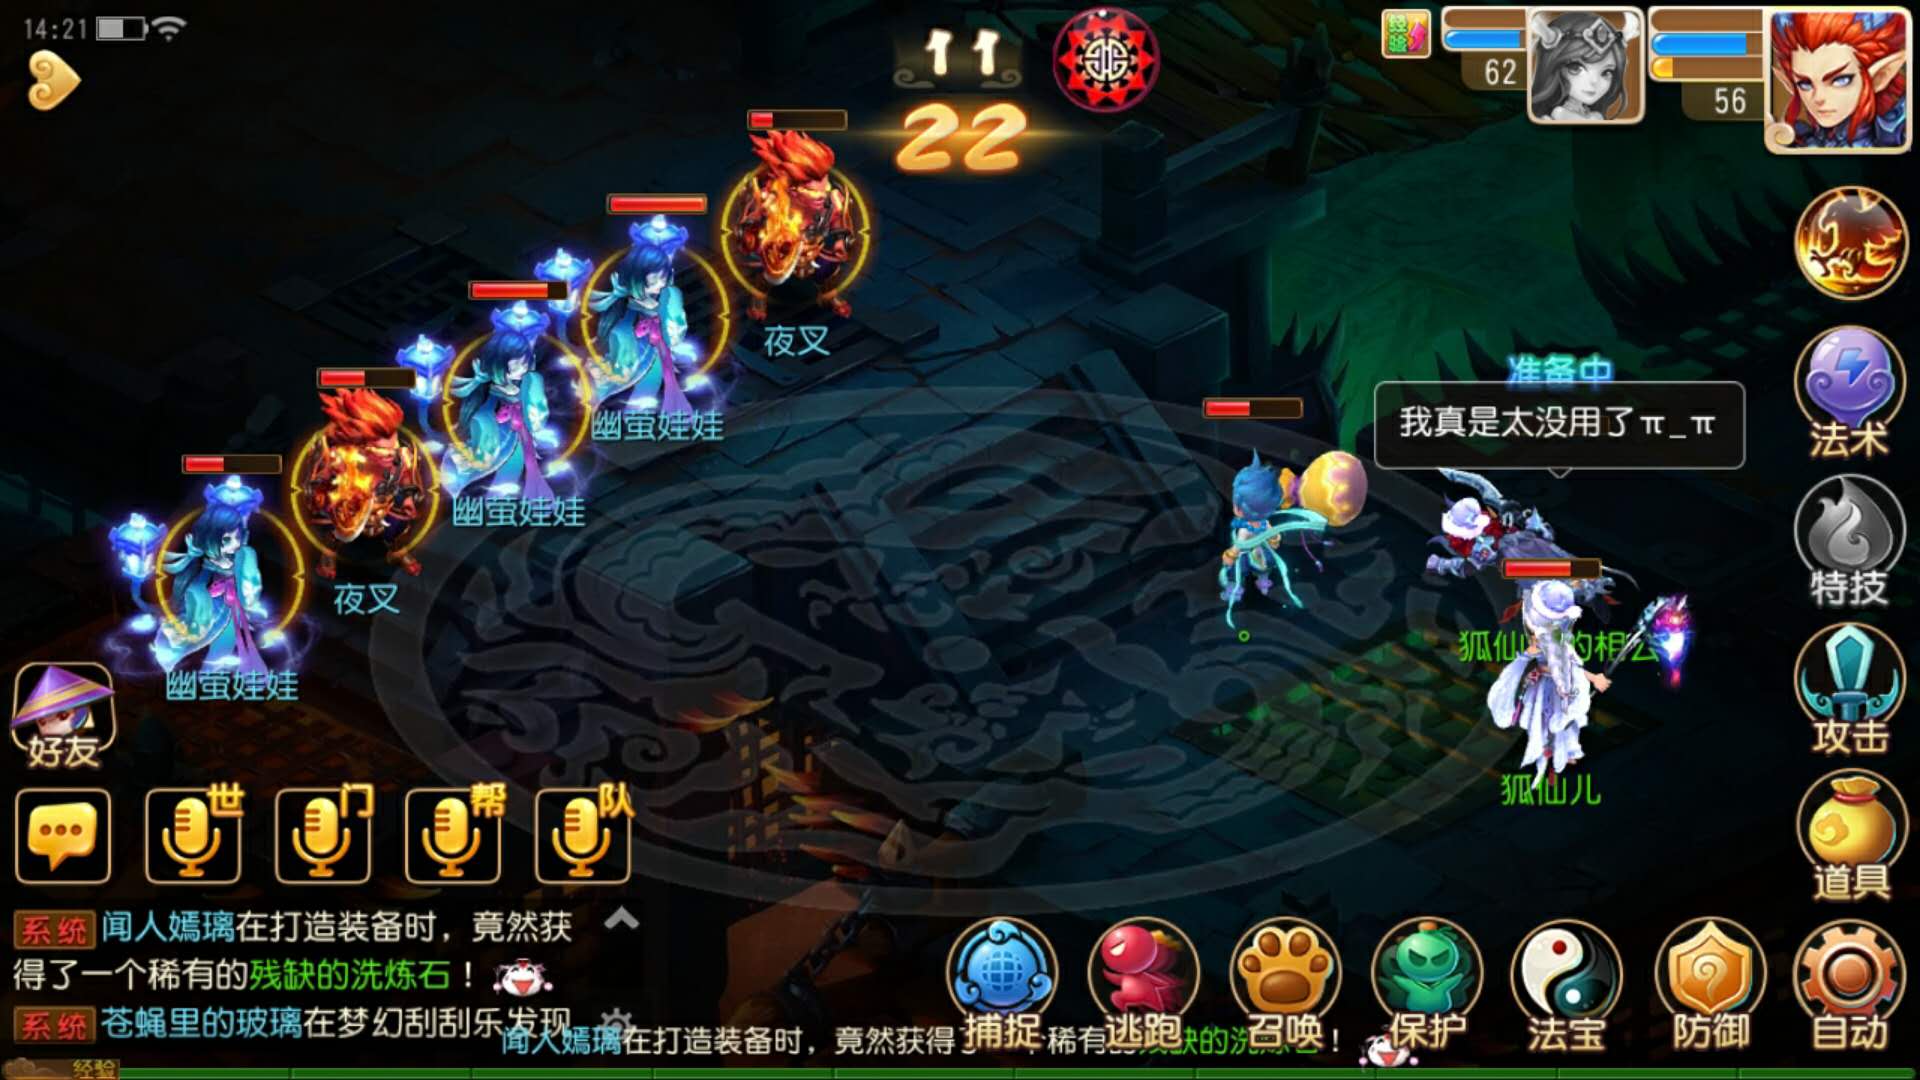 14:21
11
22
经验
62
56
夜叉
幽萤娃娃
幽萤娃娃
夜叉
幽萤娃娃
准备中
我真是太没用了π_π
狐仙儿
法术
特技
攻击
道具
好友
世
门
帮
队
系统 闻人嫣璃在打造装备时，竟然获
得了一个稀有的残缺的洗炼石！
系统 苍蝇里的玻璃在梦幻刮刮乐发现
闻人嫣璃在打造装备时，竟然获得
稀有的
！
捕捉
逃跑
召唤
保护
法宝
防御
自动
经验